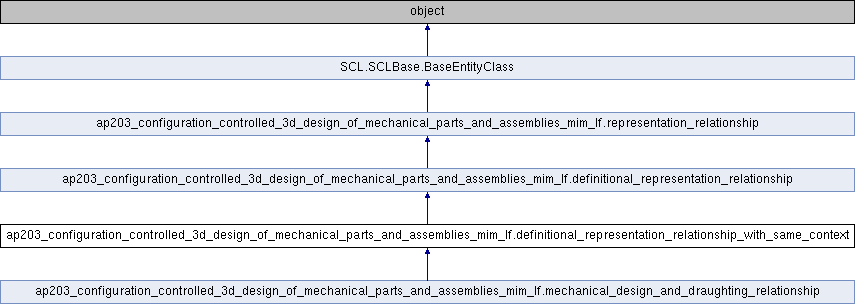 object
SCL.SCLBase.BaseEntityClass
ap203_configuration_controlled_3d_design_of_mechanical_parts_and_assemblies_mim_lf.representation_relationship
ap203_configuration_controlled_3d_design_of_mechanical_parts_and_assemblies_mim_lf.definitional_representation_relationship
ap203_configuration_controlled_3d_design_of_mechanical_parts_and_assemblies_mim_lf.definitional_representation_relationship_with_same_context
ap203_configuration_controlled_3d_design_of_mechanical_parts_and_assemblies_mim_lf.mechanical_design_and_draughting_relationship